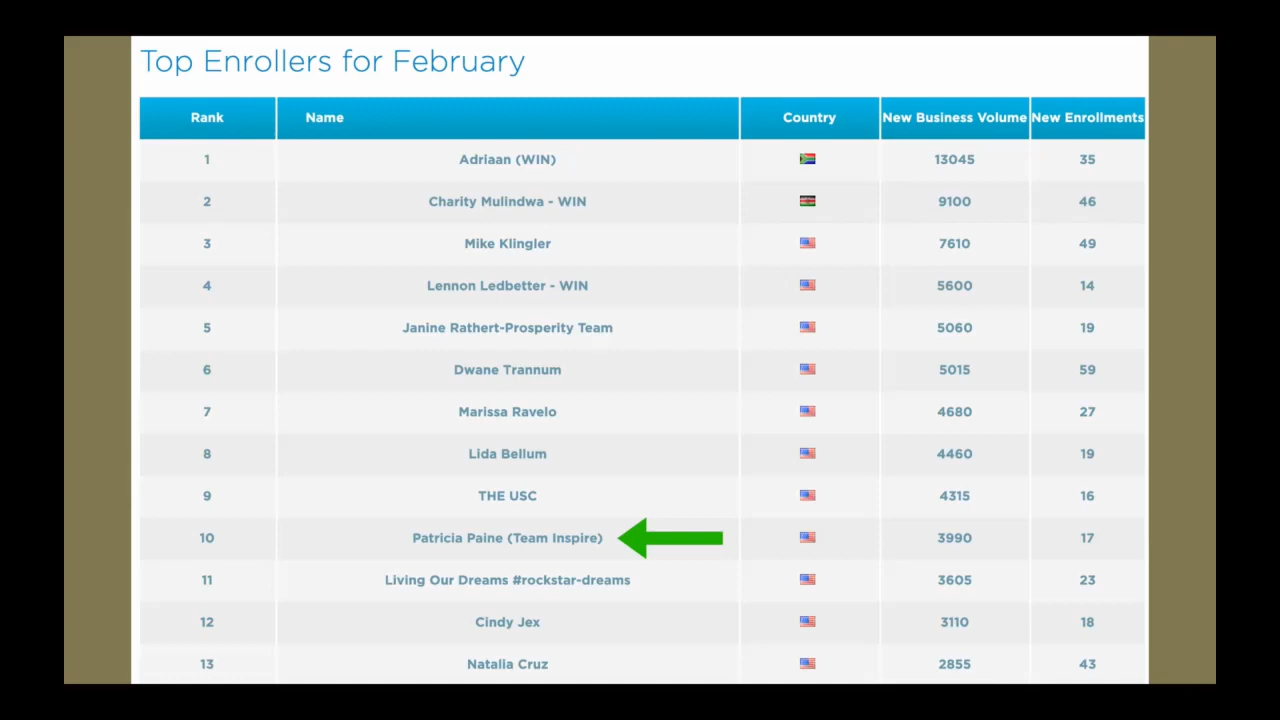 Top Enrollers for February
Rank Name Country New Business Volume New Enrollments
1 Adriaan (WIN) 13045 35
2 Charity Mulindwa - WIN 9100 46
3 Mike Klingler 7610 49
4 Lennon Ledbetter - WIN 5600 14
5 Janine Rathert-Prosperity Team 5060 19
6 Dwane Trannum 5015 59
7 Marissa Ravelo 4680 27
8 Lida Bellum 4460 19
9 THE USC 4315 16
10 Patricia Paine (Team Inspire) 3990 17
11 Living Our Dreams #rockstar-dreams 3605 23
12 Cindy Jex 3110 18
13 Natalia Cruz 2855 43